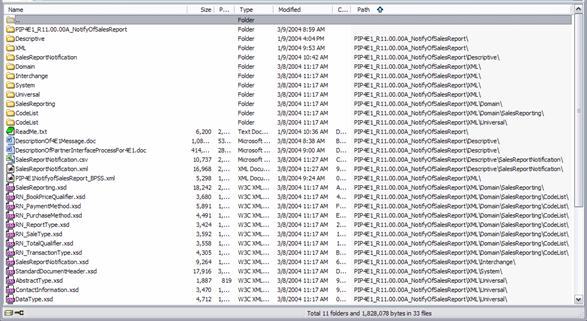 Name Size P... Type Modified C... Path
.. Folder
PIP4E1_R11.00.00A_NotifyOfSalesReport Folder 3/9/2004 8:59 AM
Descriptive Folder 1/9/2004 4:04 PM PIP4E1_R11.00.00A_NotifyOfSalesReport\
XML Folder 1/9/2004 9:53 AM PIP4E1_R11.00.00A_NotifyOfSalesReport\
SalesReportNotification Folder 1/9/2004 10:42 AM PIP4E1_R11.00.00A_NotifyOfSalesReport\Descriptive\
Domain Folder 3/8/2004 11:17 AM PIP4E1_R11.00.00A_NotifyOfSalesReport\XML\
Interchange Folder 3/8/2004 11:17 AM PIP4E1_R11.00.00A_NotifyOfSalesReport\XML\
System Folder 3/8/2004 11:17 AM PIP4E1_R11.00.00A_NotifyOfSalesReport\XML\
Universal Folder 3/8/2004 11:17 AM PIP4E1_R11.00.00A_NotifyOfSalesReport\XML\
SalesReporting Folder 3/8/2004 11:17 AM PIP4E1_R11.00.00A_NotifyOfSalesReport\XML\Domain\
CodeList Folder 3/8/2004 11:17 AM PIP4E1_R11.00.00A_NotifyOfSalesReport\XML\Domain\SalesReporting\
CodeList Folder 3/8/2004 11:17 AM PIP4E1_R11.00.00A_NotifyOfSalesReport\XML\Universal\
ReadMe.txt 6,200 2,... Text Doc... 1/9/2004 10:36 AM D... PIP4E1_R11.00.00A_NotifyOfSalesReport\
DescriptionOf4E1Message.doc 1,08... 53... Microsoft ... 3/8/2004 8:38 AM B... PIP4E1_R11.00.00A_NotifyOfSalesReport\Descriptive\
DescriptionOfPartnerInterfaceProcessFor4E1.doc 414,... 28... Microsoft ... 3/9/2004 9:00 AM D... PIP4E1_R11.00.00A_NotifyOfSalesReport\Descriptive\
SalesReportNotification.csv 10,737 2,... Microsoft ... 3/8/2004 11:27 AM PIP4E1_R11.00.00A_NotifyOfSalesReport\Descriptive\SalesReportNotification\
SalesReportNotification.xml 16,968 2,... XML Docu... 3/8/2004 11:27 AM PIP4E1_R11.00.00A_NotifyOfSalesReport\Descriptive\SalesReportNotification\
PIP4E1NotifyofSalesReport_BPSS.xml 5,298 1,... XML Docu... 3/9/2004 9:24 AM PIP4E1_R11.00.00A_NotifyOfSalesReport\XML\
SalesReporting.xsd 18,242 2,... W3C XML... 3/8/2004 11:17 AM PIP4E1_R11.00.00A_NotifyOfSalesReport\XML\Domain\SalesReporting\
RN_BookPriceQualifier.xsd 3,680 1,... W3C XML... 3/8/2004 11:17 AM PIP4E1_R11.00.00A_NotifyOfSalesReport\XML\Domain\SalesReporting\CodeList\
RN_PaymentMethod.xsd 5,891 1,... W3C XML... 3/8/2004 11:17 AM PIP4E1_R11.00.00A_NotifyOfSalesReport\XML\Domain\SalesReporting\CodeList\
RN_PurchaseMethod.xsd 4,491 1,... W3C XML... 3/8/2004 11:17 AM PIP4E1_R11.00.00A_NotifyOfSalesReport\XML\Domain\SalesReporting\CodeList\
RN_ReportType.xsd 3,424 1,... W3C XML... 3/8/2004 11:17 AM PIP4E1_R11.00.00A_NotifyOfSalesReport\XML\Domain\SalesReporting\CodeList\
RN_SaleType.xsd 3,592 1,... W3C XML... 3/8/2004 11:17 AM PIP4E1_R11.00.00A_NotifyOfSalesReport\XML\Domain\SalesReporting\CodeList\
RN_TotalQualifier.xsd 3,558 1,... W3C XML... 3/8/2004 11:17 AM PIP4E1_R11.00.00A_NotifyOfSalesReport\XML\Domain\SalesReporting\CodeList\
RN_TransactionType.xsd 4,305 1,... W3C XML... 3/8/2004 11:17 AM PIP4E1_R11.00.00A_NotifyOfSalesReport\XML\Domain\SalesReporting\CodeList\
SalesReportNotification.xsd 9,264 1,... W3C XML... 3/8/2004 11:17 AM PIP4E1_R11.00.00A_NotifyOfSalesReport\XML\Interchange\
StandardDocumentHeader.xsd 17,916 3,... W3C XML... 3/8/2004 11:17 AM PIP4E1_R11.00.00A_NotifyOfSalesReport\XML\System\
AbstractType.xsd 1,887 819 W3C XML... 3/8/2004 11:17 AM PIP4E1_R11.00.00A_NotifyOfSalesReport\XML\Universal\
ContactInformation.xsd 3,470 1,... W3C XML... 3/8/2004 11:17 AM PIP4E1_R11.00.00A_NotifyOfSalesReport\XML\Universal\
DataType.xsd 4,712 1,... W3C XML... 3/8/2004 11:17 AM PIP4E1_R11.00.00A_NotifyOfSalesReport\XML\Universal\
Total 11 folders and 1,828,078 bytes in 33 files